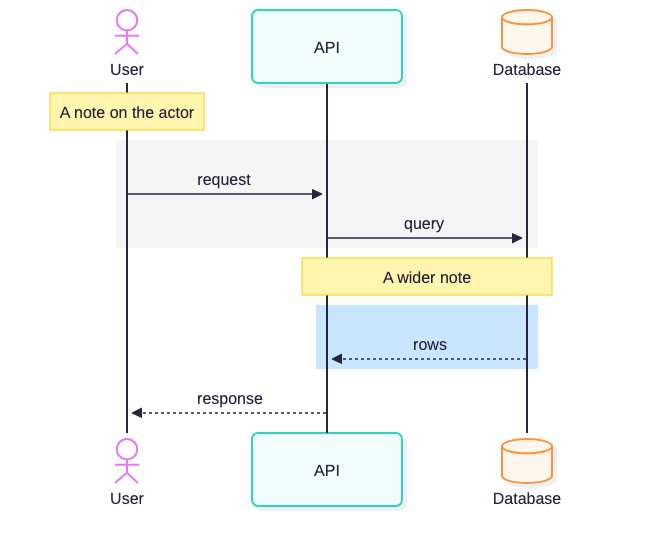 API
User
Database
A note on the actor
request
query
A wider note
rows
response
API
User
Database